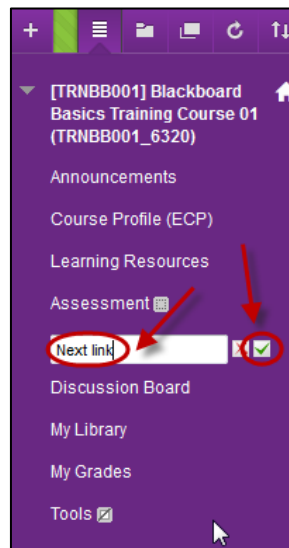 [TRNBB001] Blackboard
Basics Training Course 01
(TRNBB001_6320)
Announcements
Course Profile (ECP)
Learning Resources
Assessment
Next link
Discussion Board
My Library
My Grades
Tools